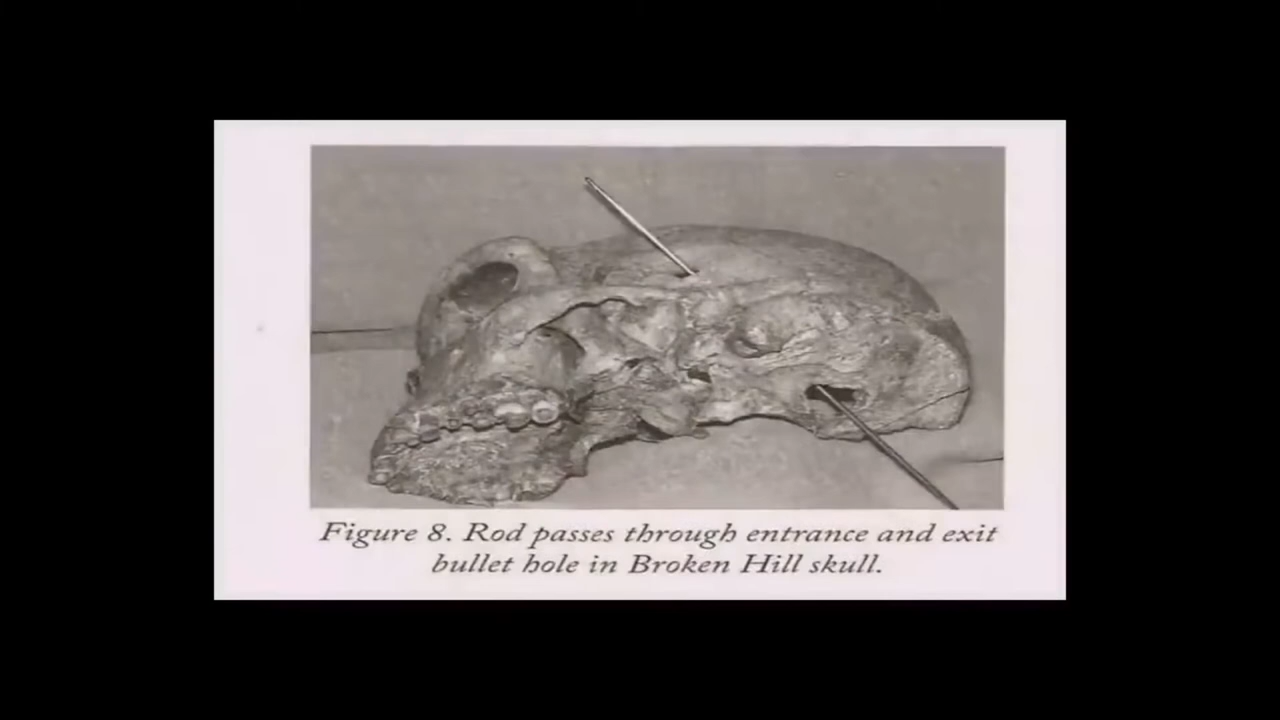 Figure 8. Rod passes through entrance and exit
bullet hole in Broken Hill skull.